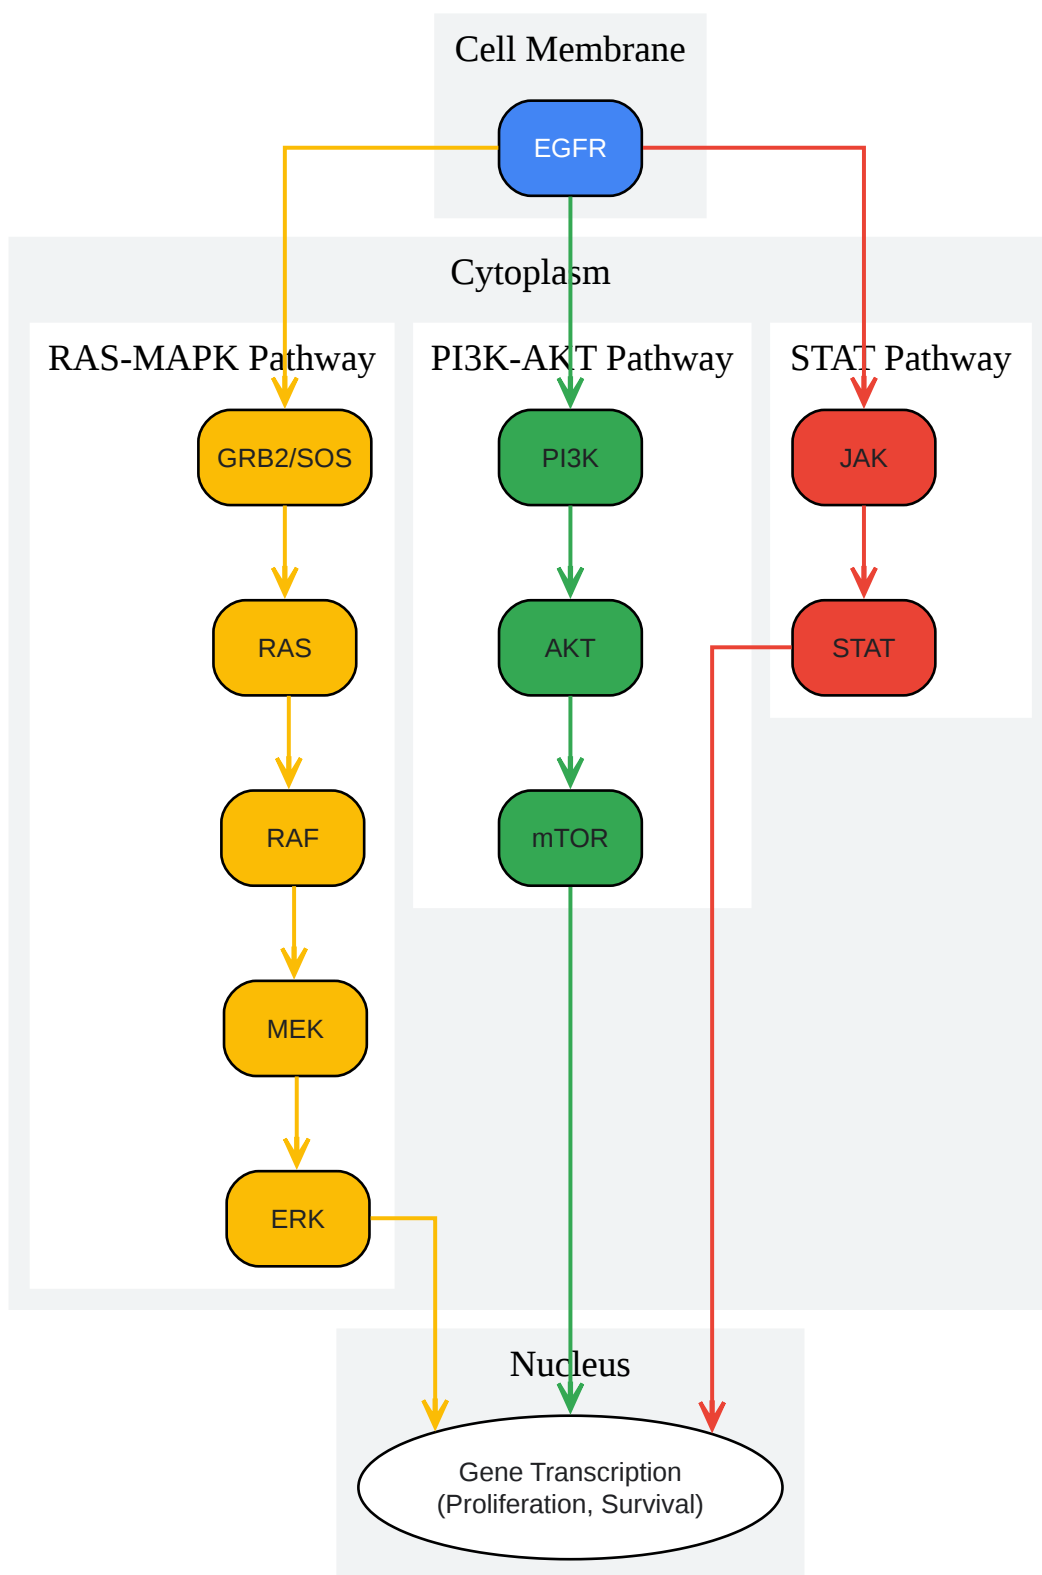 Cell Membrane
EGFR
Cytoplasm
RAS-MAPK Pathway
PI3K-AKT Pathway
STAT Pathway
GRB2/SOS
PI3K
JAK
RAS
AKT
STAT
RAF
mTOR
MEK
ERK
Nucleus
Gene Transcription
(Proliferation, Survival)